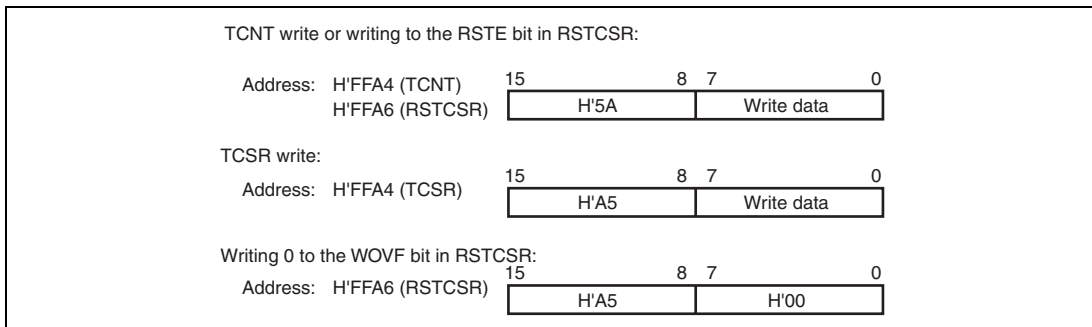 TCNT write or writing to the RSTE bit in RSTCSR:
15 8 7 0
Address: H'FFA4 (TCNT)
H'FFA6 (RSTCSR)
H'5A Write data
TCSR write:
15 8 7 0
Address: H'FFA4 (TCSR)
H'A5 Write data
Writing 0 to the WOVF bit in RSTCSR:
15 8 7 0
Address: H'FFA6 (RSTCSR)
H'A5 H'00